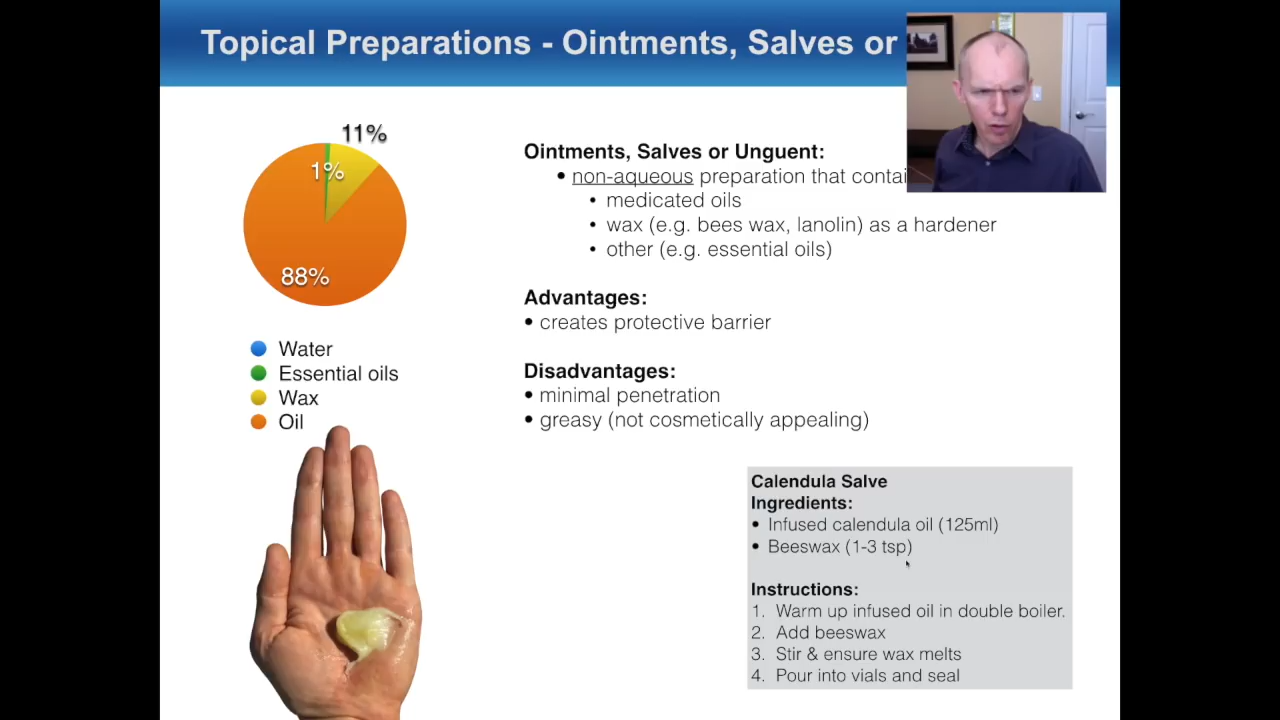 Topical Preparations - Ointments, Salves or
11%
1%
88%
Water
Essential oils
Wax
Oil
Ointments, Salves or Unguent:
• non-aqueous preparation that contai
• medicated oils
• wax (e.g. bees wax, lanolin) as a hardener
• other (e.g. essential oils)
Advantages:
• creates protective barrier
Disadvantages:
• minimal penetration
• greasy (not cosmetically appealing)
Calendula Salve
Ingredients:
• Infused calendula oil (125ml)
• Beeswax (1-3 tsp)
Instructions:
1. Warm up infused oil in double boiler.
2. Add beeswax
3. Stir & ensure wax melts
4. Pour into vials and seal